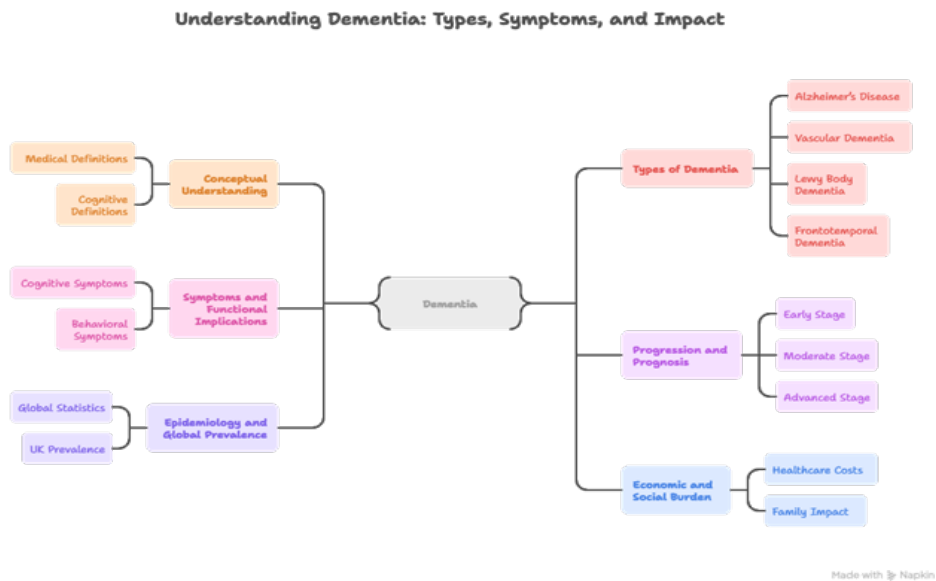 Understanding Dementia: Types, Symptoms, and Impact
Medical Definitions
Cognitive
Definitions
Conceptual
Understanding
Cognitive Symptoms
Behavioral
Symptoms
Symptoms and
Functional
Implications
Global Statistics
UK Prevalence
Epidemiology and
Global Prevalence
Dementia
Types of Dementia
Alzheimer's Disease
Vascular Dementia
Lewy Body
Dementia
Frontotemporal
Dementia
Progression and
Prognosis
Early Stage
Moderate Stage
Advanced Stage
Economic and
Social Burden
Healthcare Costs
Family Impact
Made with Napkin